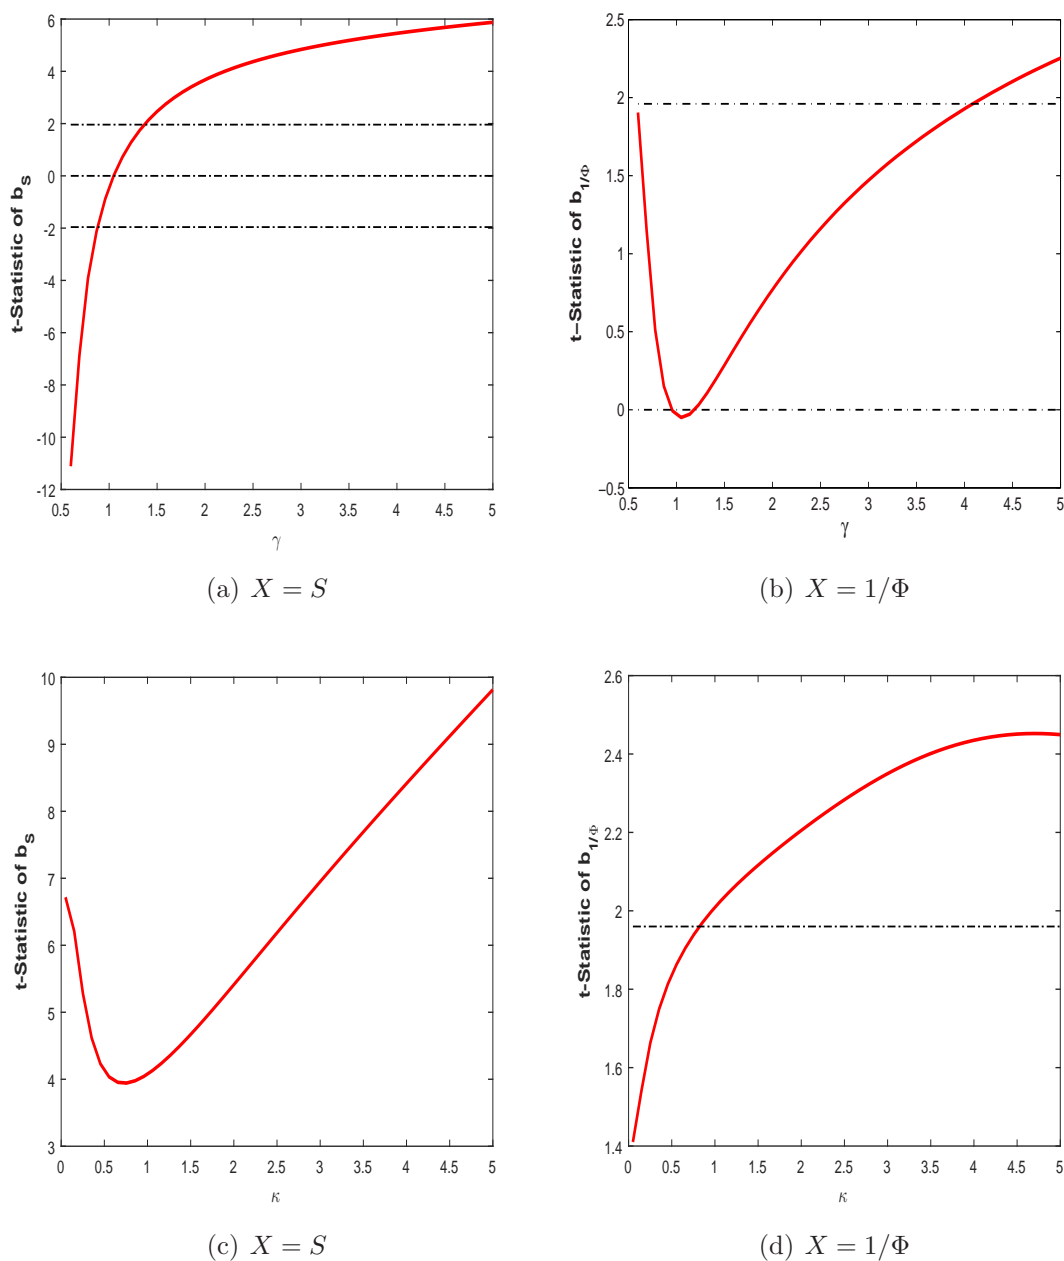 6
4
2
0
-2
-4
-6
-8
-10
-12
0.5 1 1.5 2 2.5 3 3.5 4 4.5 5
t-Statistic of b_S
γ
(a) X = S
2.5
2
1.5
1
0.5
0
−0.5
0.5 1 1.5 2 2.5 3 3.5 4 4.5 5
t−Statistic of b_{1/Φ}
γ
(b) X = 1/Φ
10
9
8
7
6
5
4
3
0 0.5 1 1.5 2 2.5 3 3.5 4 4.5 5
t-Statistic of b_S
κ
(c) X = S
2.6
2.4
2.2
2
1.8
1.6
1.4
0 0.5 1 1.5 2 2.5 3 3.5 4 4.5 5
t-Statistic of b_{1/Φ}
κ
(d) X = 1/Φ